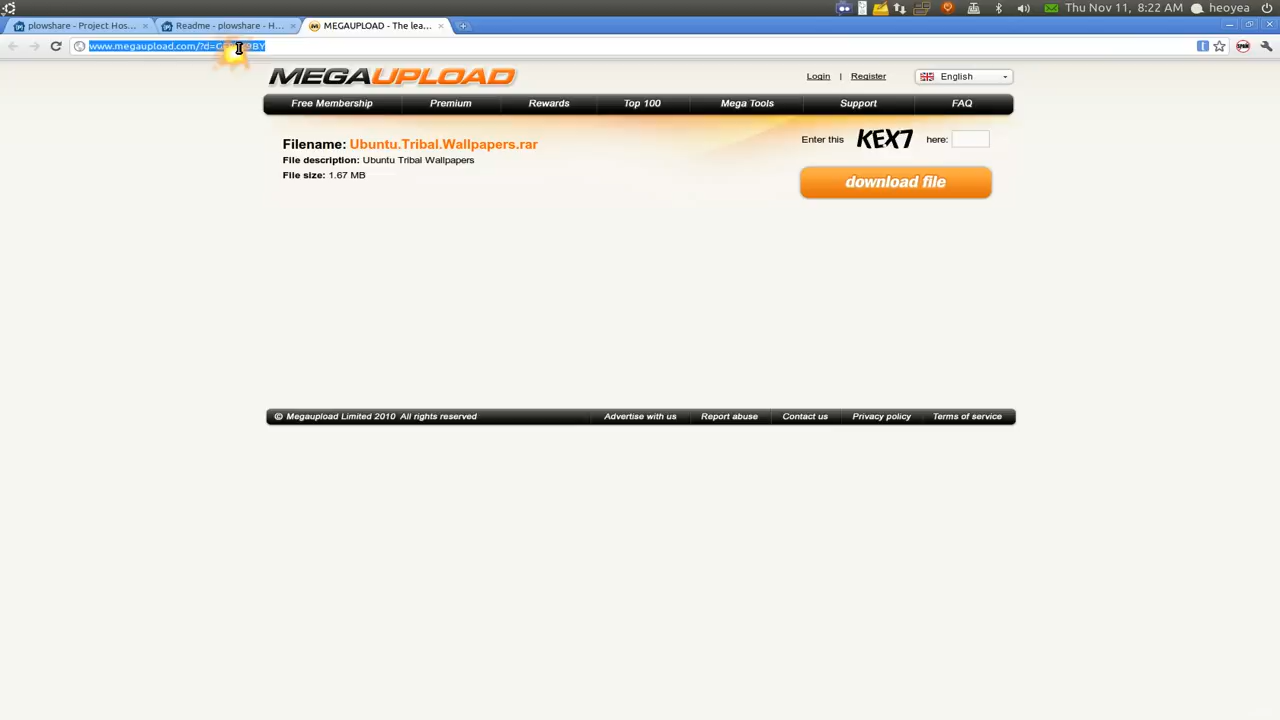 Thu Nov 11, 8:22 AM heoyea
plowshare - Project Hos...
Readme - plowshare - H...
MEGAUPLOAD - The lea...
www.megaupload.com/?d=
MEGAUPLOAD
Login | Register
English
Free Membership
Premium
Rewards
Top 100
Mega Tools
Support
FAQ
Filename: Ubuntu.Tribal.Wallpapers.rar
File description: Ubuntu Tribal Wallpapers
File size: 1.67 MB
Enter this KEX7 here:
download file
© Megaupload Limited 2010 All rights reserved
Advertise with us
Report abuse
Contact us
Privacy policy
Terms of service